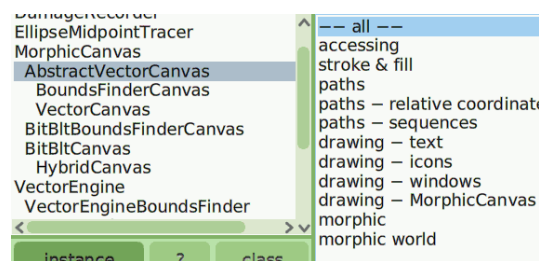 DamageRecorder
EllipseMidpointTracer
MorphicCanvas
AbstractVectorCanvas
BoundsFinderCanvas
VectorCanvas
BitBltBoundsFinderCanvas
BitBltCanvas
HybridCanvas
VectorEngine
VectorEngineBoundsFinder
instance
?
class
-- all --
accessing
stroke & fill
paths
paths - relative coordinate
paths - sequences
drawing - text
drawing - icons
drawing - windows
drawing - MorphicCanvas
morphic
morphic world